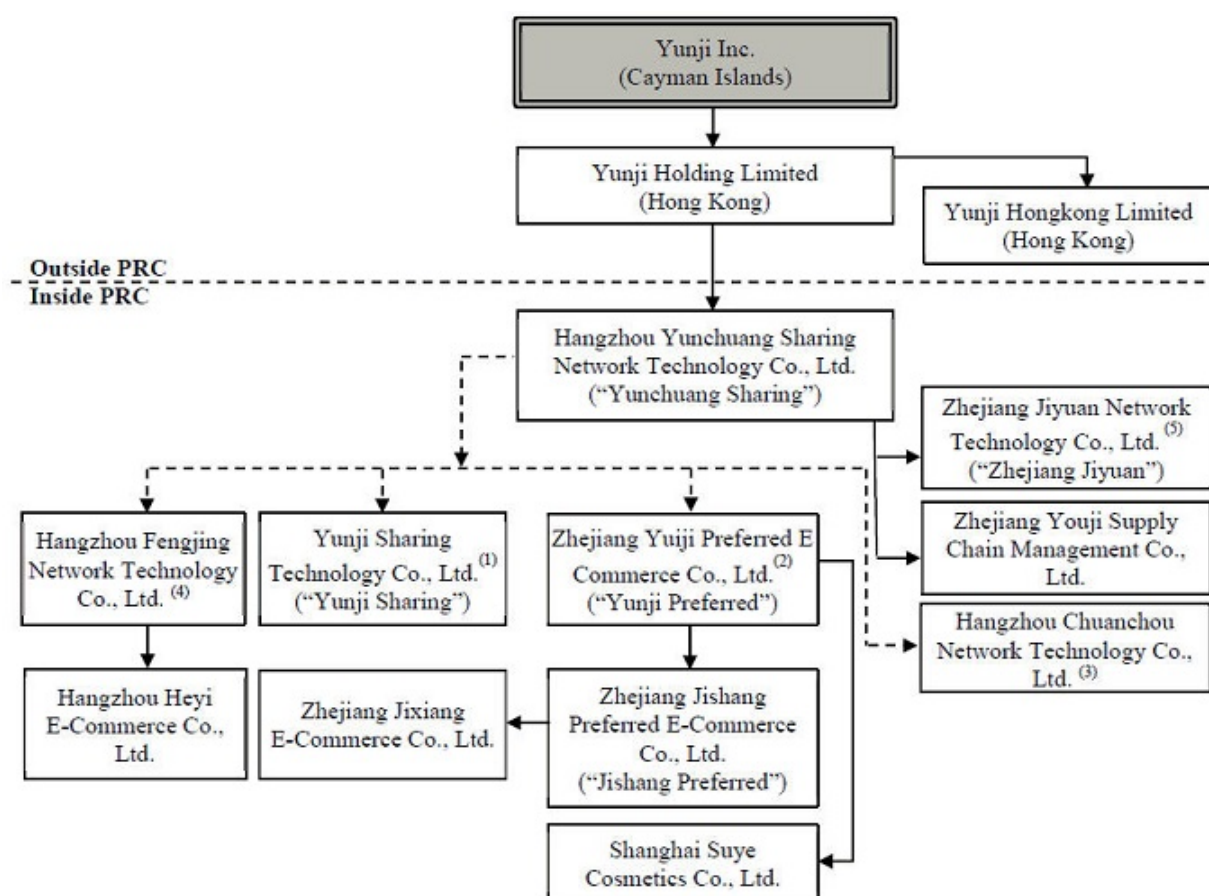 Yunji Inc.
(Cayman Islands)
Yunji Holding Limited
(Hong Kong)
Yunji Hongkong Limited
(Hong Kong)
Outside PRC
Inside PRC
Hangzhou Yunchuang Sharing
Network Technology Co., Ltd.
(“Yunchuang Sharing”)
Zhejiang Jiyuan Network
Technology Co., Ltd. (5)
(“Zhejiang Jiyuan”)
Zhejiang Youji Supply
Chain Management Co.,
Ltd.
Hangzhou Chuanchou
Network Technology Co.,
Ltd. (3)
Hangzhou Fengjing
Network Technology
Co., Ltd. (4)
Yunji Sharing
Technology Co., Ltd. (1)
(“Yunji Sharing”)
Zhejiang Yuiji Preferred E
Commerce Co., Ltd. (2)
(“Yunji Preferred”)
Hangzhou Heyi
E-Commerce Co.,
Ltd.
Zhejiang Jixiang
E-Commerce Co., Ltd.
Zhejiang Jishang
Preferred E-Commerce
Co., Ltd.
(“Jishang Preferred”)
Shanghai Suye
Cosmetics Co., Ltd.